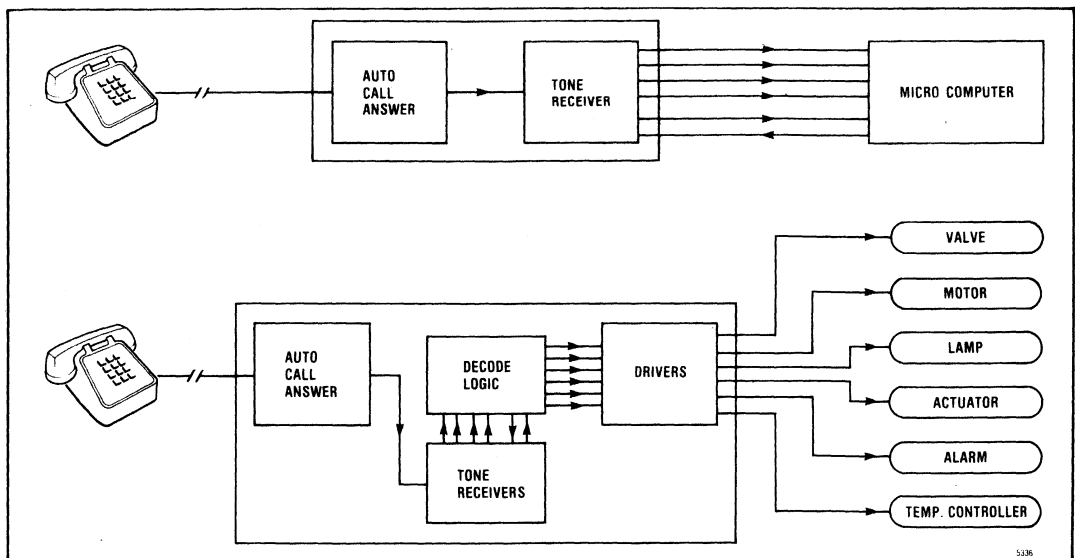 AUTO
CALL
ANSWER
TONE
RECEIVER
MICRO COMPUTER
AUTO
CALL
ANSWER
DECODE
LOGIC
TONE
RECEIVERS
DRIVERS
VALVE
MOTOR
LAMP
ACTUATOR
ALARM
TEMP. CONTROLLER
5336